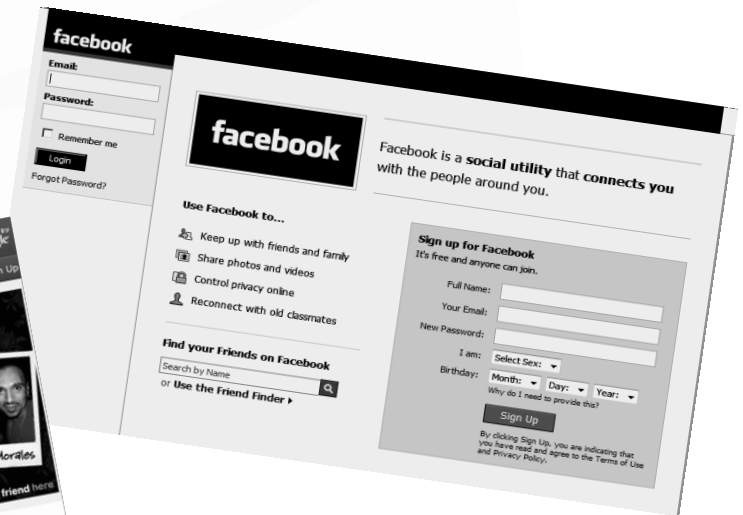 facebook
Email:
Password:
Remember me
Login
Forgot Password?
facebook
Facebook is a social utility that connects you
with the people around you.
Use Facebook to...
Keep up with friends and family
Share photos and videos
Control privacy online
Reconnect with old classmates
Find your Friends on Facebook
Search by Name
or Use the Friend Finder
Sign up for Facebook
It's free and anyone can join.
Full Name:
Your Email:
New Password:
I am: Select Sex:
Birthday: Month: Day: Year:
Why do I need to provide this?
Sign Up
By clicking Sign Up, you are indicating that
you have read and agree to the Terms of Use
and Privacy Policy.
Up
Morales
friend here